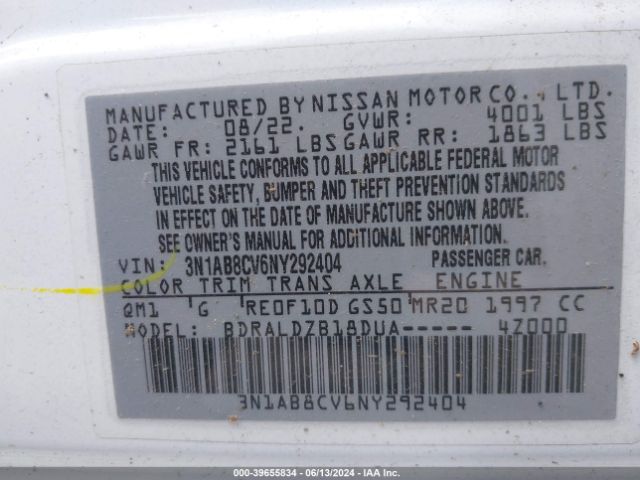 MANUFACTURED BY NISSAN MOTOR CO., LTD.
DATE: 08/22. GVWR: 4001 LBS
GAWR FR: 2161 LBS GAWR RR: 1863 LBS
THIS VEHICLE CONFORMS TO ALL APPLICABLE FEDERAL MOTOR
VEHICLE SAFETY, BUMPER AND THEFT PREVENTION STANDARDS
IN EFFECT ON THE DATE OF MANUFACTURE SHOWN ABOVE.
SEE OWNER'S MANUAL FOR ADDITIONAL INFORMATION.
VIN: 3N1AB8CV6NY292404 PASSENGER CAR.
COLOR TRIM TRANS AXLE ENGINE
QM1 G RE0F10D GS50 MR20 1997 CC
MODEL: BDRALDZB18DUA----- 4Z000
3N1AB8CV6NY292404
000-39655834 - 06/13/2024 - IAA Inc.